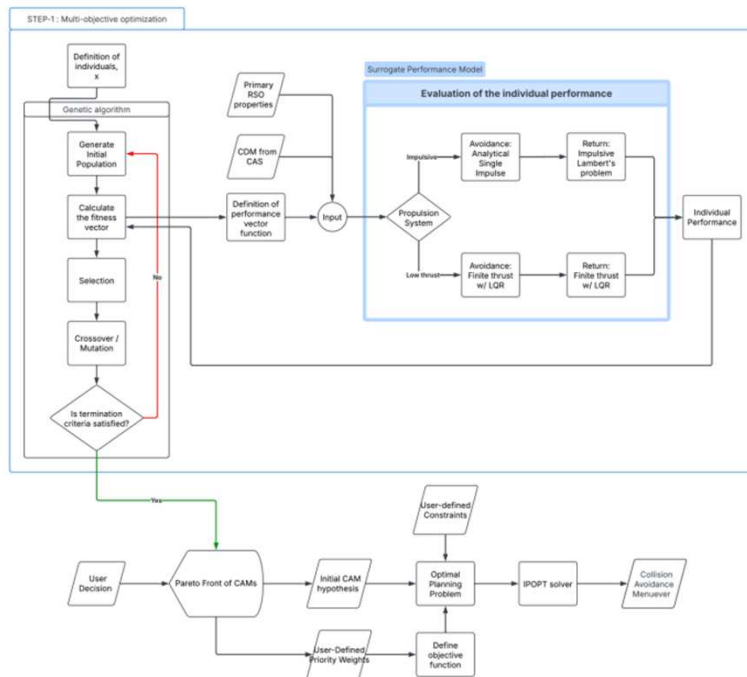 STEP-1 : Multi-objective optimization
Definition of
individuals,
x
Genetic algorithm
Generate
Initial
Population
Calculate
the fitness
vector
Selection
Crossover /
Mutation
Is termination
criteria satisfied?
No
Yes
Primary
RSO
properties
CDM from
CAS
Definition of
performance
vector
function
Input
Surrogate Performance Model
Evaluation of the individual performance
Propulsion
System
Impulsive
Avoidance:
Analytical
Single
Impulse
Return:
Impulsive
Lambert's
problem
Low thrust
Avoidance:
Finite thrust
w/ LQR
Return:
Finite thrust
w/ LQR
Individual
Performance
User
Decision
Pareto Front of CAMs
Initial CAM
hypothesis
User-Defined
Priority Weights
User-defined
Constraints
Optimal
Planning
Problem
Define
objective
function
IPOPT solver
Collision
Avoidance
Menuever